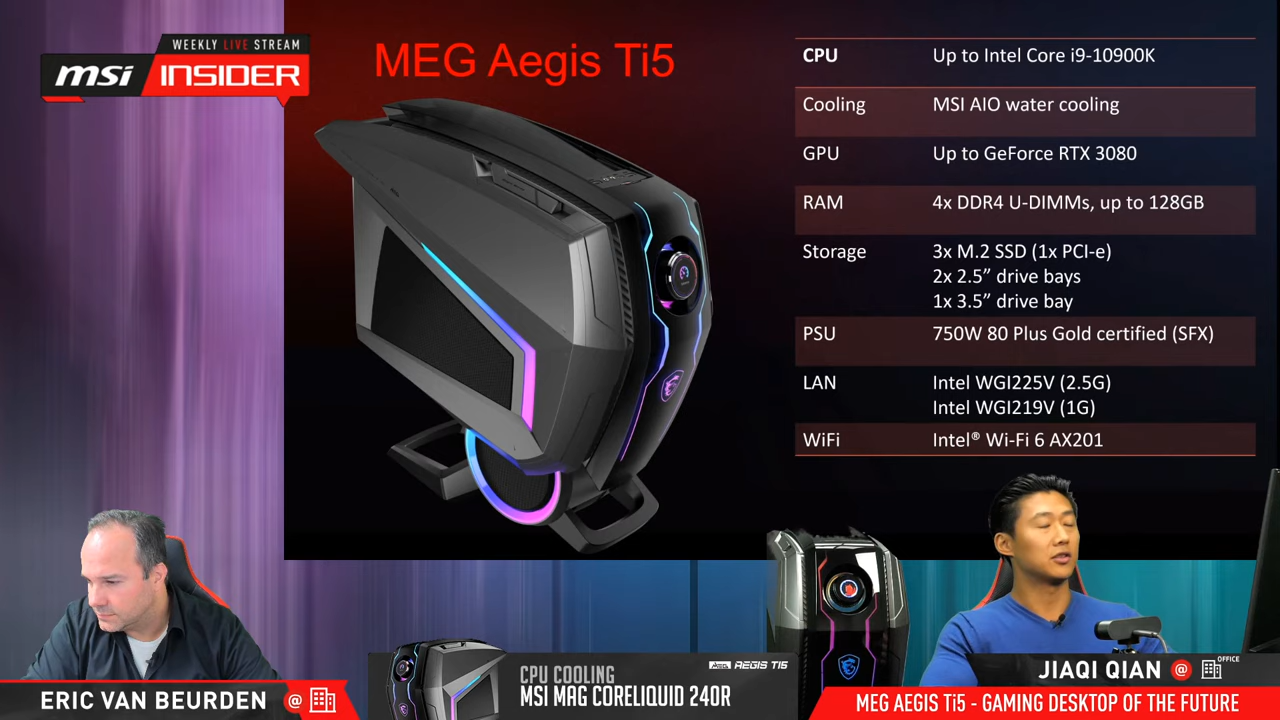 WEEKLY LIVE STREAM
msi INSIDER
MEG Aegis Ti5
CPU Up to Intel Core i9-10900K
Cooling MSI AIO water cooling
GPU Up to GeForce RTX 3080
RAM 4x DDR4 U-DIMMs, up to 128GB
Storage 3x M.2 SSD (1x PCI-e)
2x 2.5” drive bays
1x 3.5” drive bay
PSU 750W 80 Plus Gold certified (SFX)
LAN Intel WGI225V (2.5G)
Intel WGI219V (1G)
WiFi Intel® Wi-Fi 6 AX201
ERIC VAN BEURDEN @
CPU COOLING
MSI MAG CORELIQUID 240R
AEGIS Ti5
JIAQI QIAN @ OFFICE
MEG AEGIS Ti5 - GAMING DESKTOP OF THE FUTURE